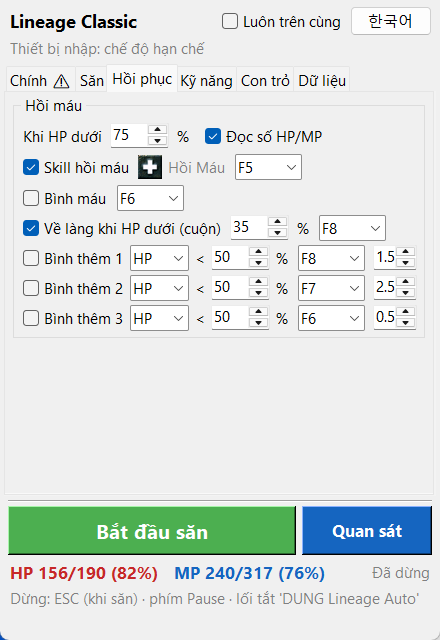 Lineage Classic
Luôn trên cùng
한국어
Thiết bị nhập: chế độ hạn chế
Chính Săn Hồi phục Kỹ năng Con trỏ Dữ liệu
Hồi máu
Khi HP dưới 75 % Đọc số HP/MP
Skill hồi máu Hồi Máu F5
Bình máu F6
Về làng khi HP dưới (cuộn) 35 % F8
Bình thêm 1 HP < 50 % F8 1.5
Bình thêm 2 HP < 50 % F7 2.5
Bình thêm 3 HP < 50 % F6 0.5
Bắt đầu săn Quan sát
HP 156/190 (82%) MP 240/317 (76%) Đã dừng
Dừng: ESC (khi săn) · phím Pause · lối tắt 'DUNG Lineage Auto'